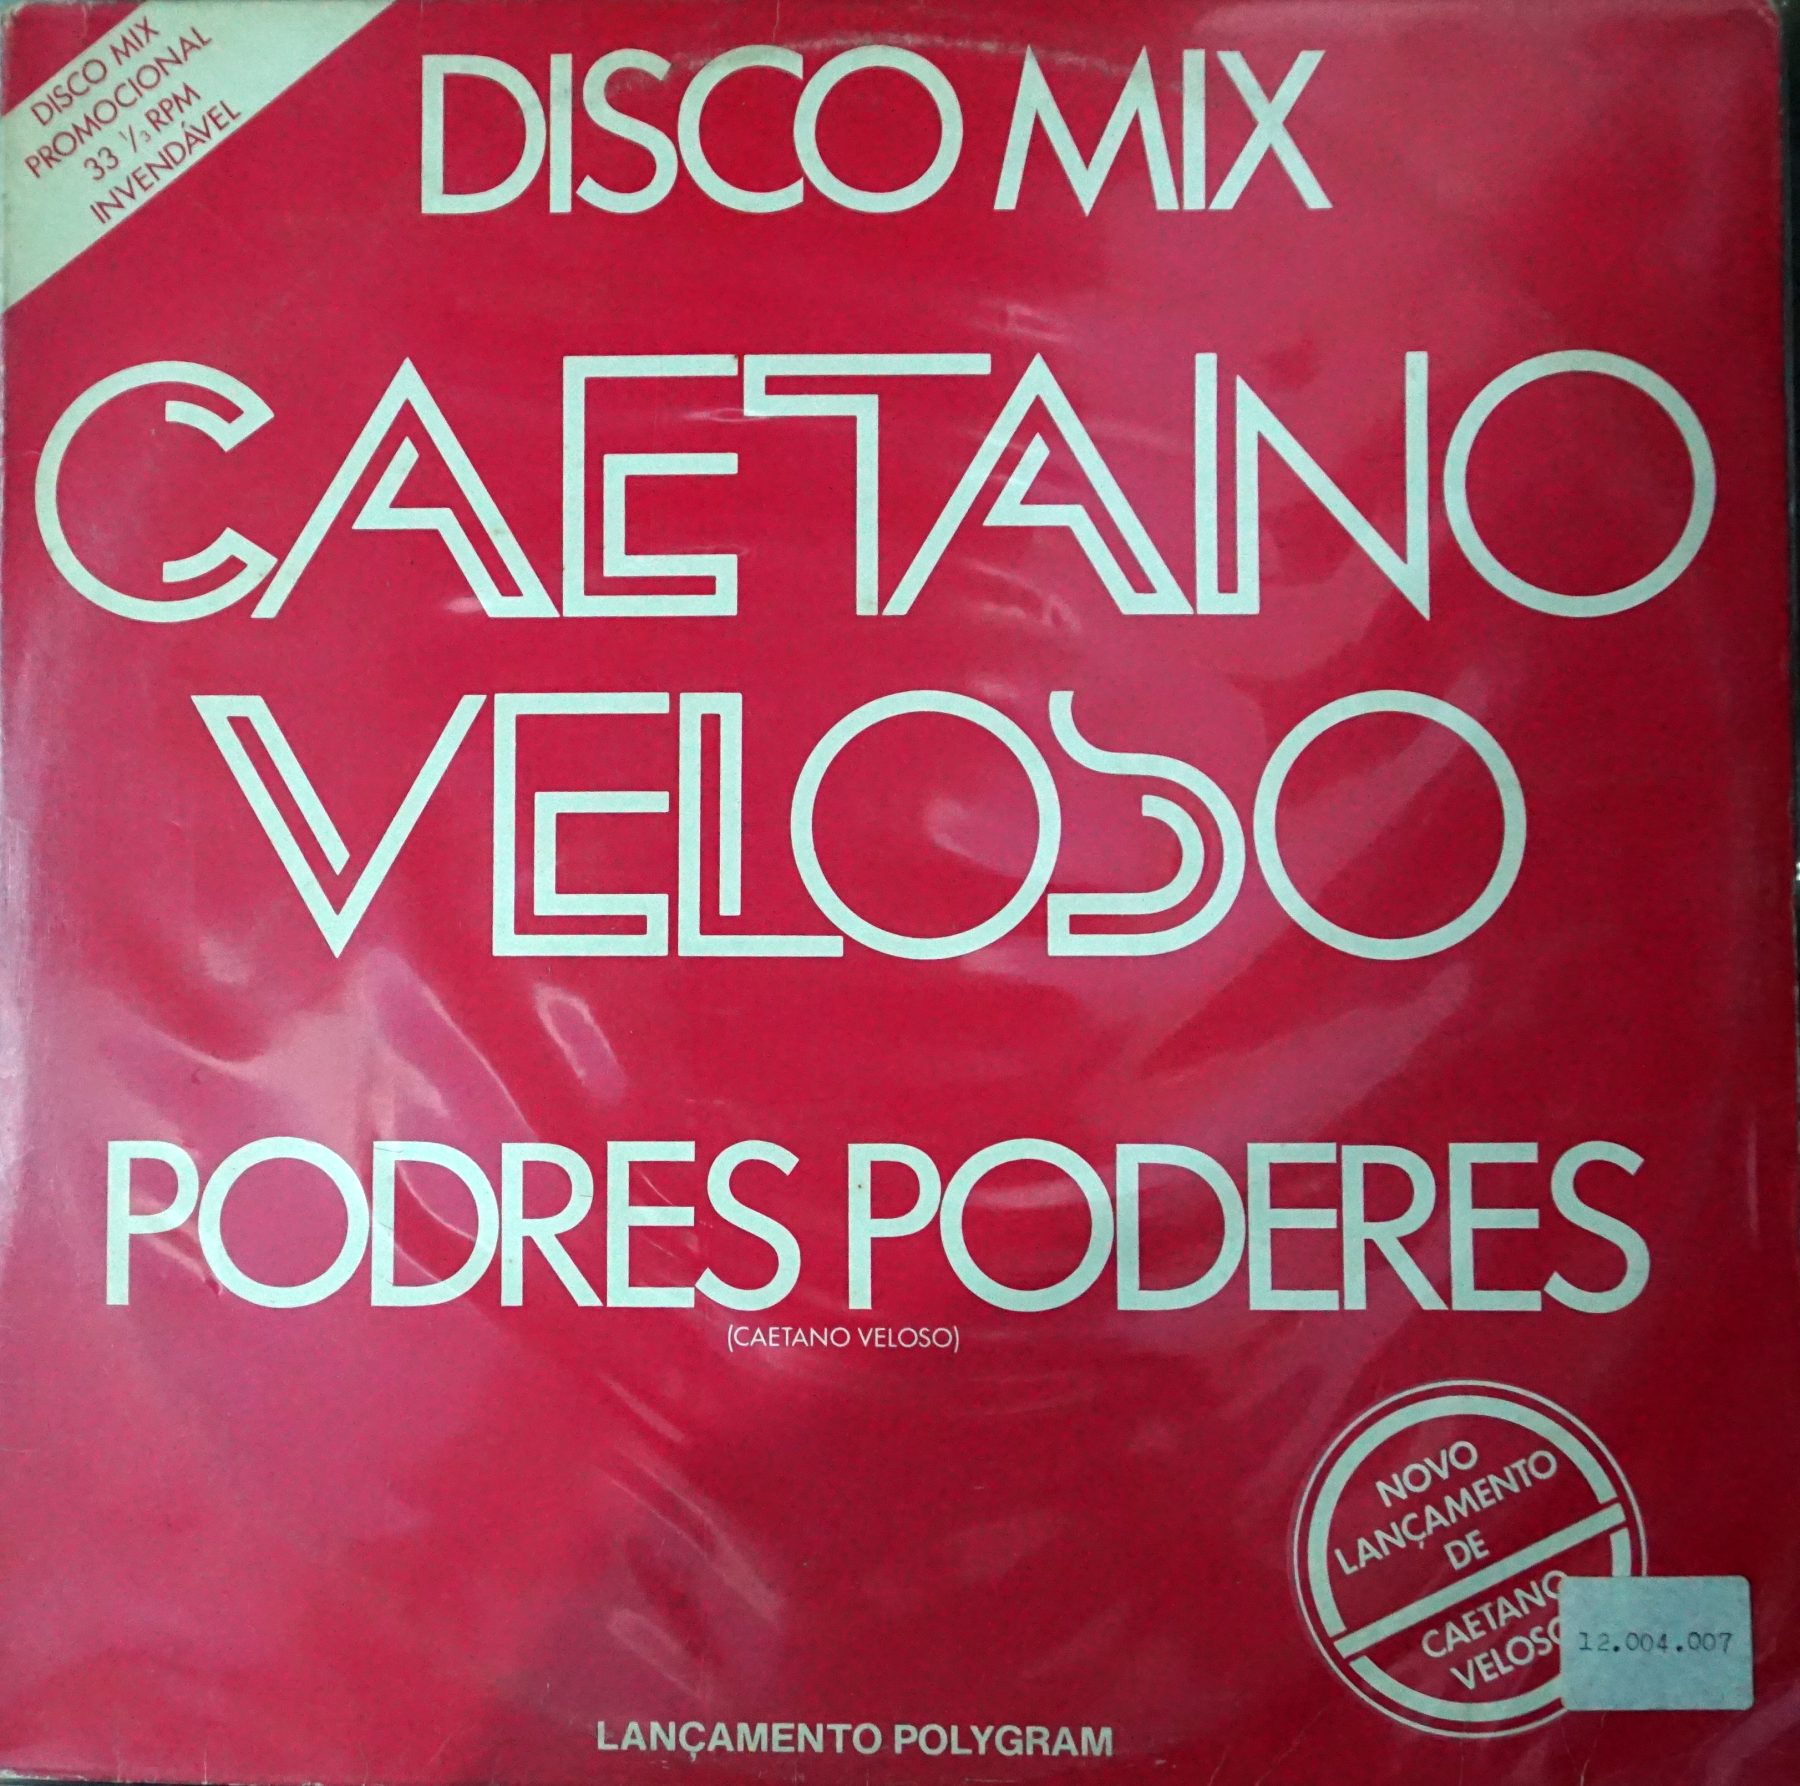 DISCO MIX
PROMOCIONAL
33 1/3 RPM
INVENDÁVEL
DISCO MIX
CAETANO
VELOSO
PODRES PODERES
(CAETANO VELOSO)
NOVO
LANÇAMENTO
DE
CAETANO
VELOSO
12.004.007
LANÇAMENTO POLYGRAM